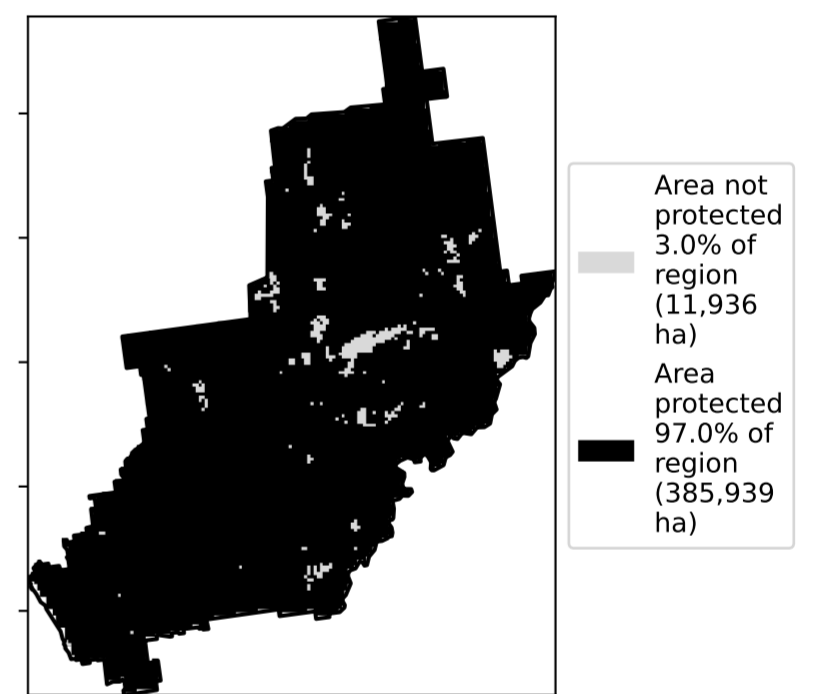 Area not
protected
3.0% of
region
(11,936
ha)
Area
protected
97.0% of
region
(385,939
ha)